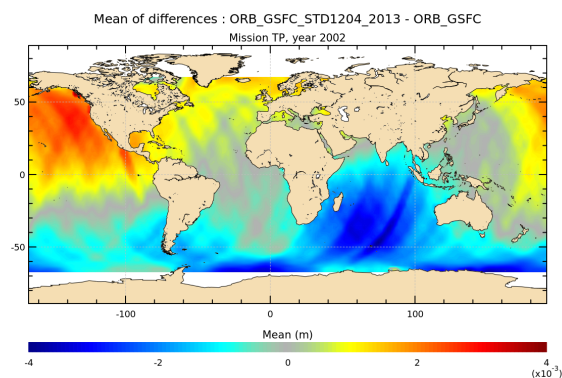 Mean of differences : ORB_GSFC_STD1204_2013 - ORB_GSFC
Mission TP, year 2002
50
0
-50
-100 0 100
Mean (m)
-4 -2 0 2 4
(x10⁻³)